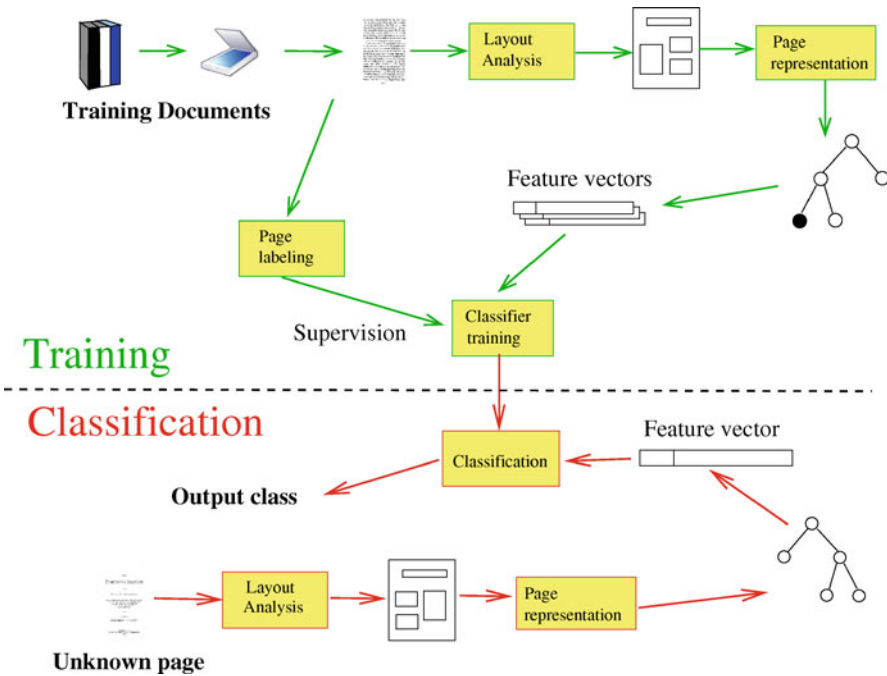 Layout
Analysis
Page
representation
Training Documents
Feature vectors
Page
labeling
Classifier
training
Supervision
Training
Classification
Feature vector
Classification
Output class
Layout
Analysis
Page
representation
Unknown page